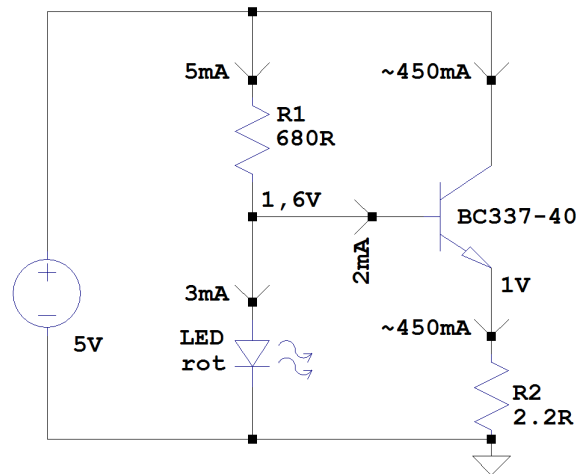 5mA
~450mA
R1
680R
1,6V
BC337-40
2mA
1V
3mA
~450mA
5V
LED
rot
R2
2.2R